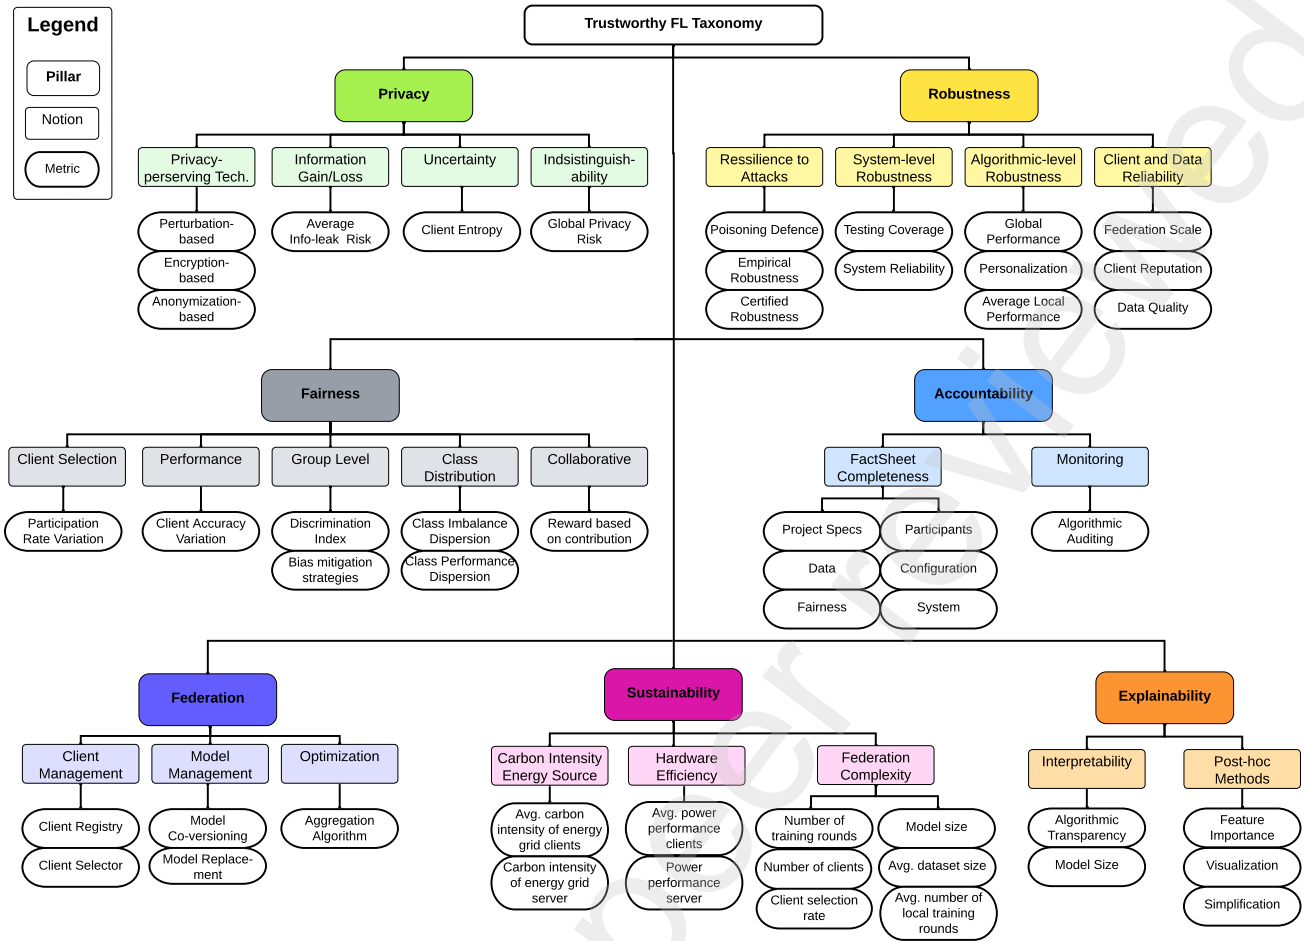 Legend
Pillar
Notion
Metric
Trustworthy FL Taxonomy
Privacy
Robustness
Privacy-
perserving Tech.
Information
Gain/Loss
Uncertainty
Indsistinguish-
ability
Ressilience to
Attacks
System-level
Robustness
Algorithmic-level
Robustness
Client and Data
Reliability
Perturbation-
based
Encryption-
based
Anonymization-
based
Average
Info-leak Risk
Client Entropy
Global Privacy
Risk
Poisoning Defence
Empirical
Robustness
Certified
Robustness
Testing Coverage
System Reliability
Global
Performance
Personalization
Average Local
Performance
Federation Scale
Client Reputation
Data Quality
Fairness
Accountability
Client Selection
Performance
Group Level
Class
Distribution
Collaborative
FactSheet
Completeness
Monitoring
Participation
Rate Variation
Client Accuracy
Variation
Discrimination
Index
Bias mitigation
strategies
Class Imbalance
Dispersion
Class Performance
Dispersion
Reward based
on contribution
Project Specs
Data
Fairness
Participants
Configuration
System
Algorithmic
Auditing
Federation
Sustainability
Explainability
Client
Management
Model
Management
Optimization
Carbon Intensity
Energy Source
Hardware
Efficiency
Federation
Complexity
Interpretability
Post-hoc
Methods
Client Registry
Client Selector
Model
Co-versioning
Model Replace-
ment
Aggregation
Algorithm
Avg. carbon
intensity of energy
grid clients
Carbon intensity
of energy grid
server
Avg. power
performance
clients
Power
performance
server
Number of
training rounds
Number of clients
Client selection
rate
Model size
Avg. dataset size
Avg. number of
local training
rounds
Algorithmic
Transparency
Model Size
Feature
Importance
Visualization
Simplification
peer reviewed